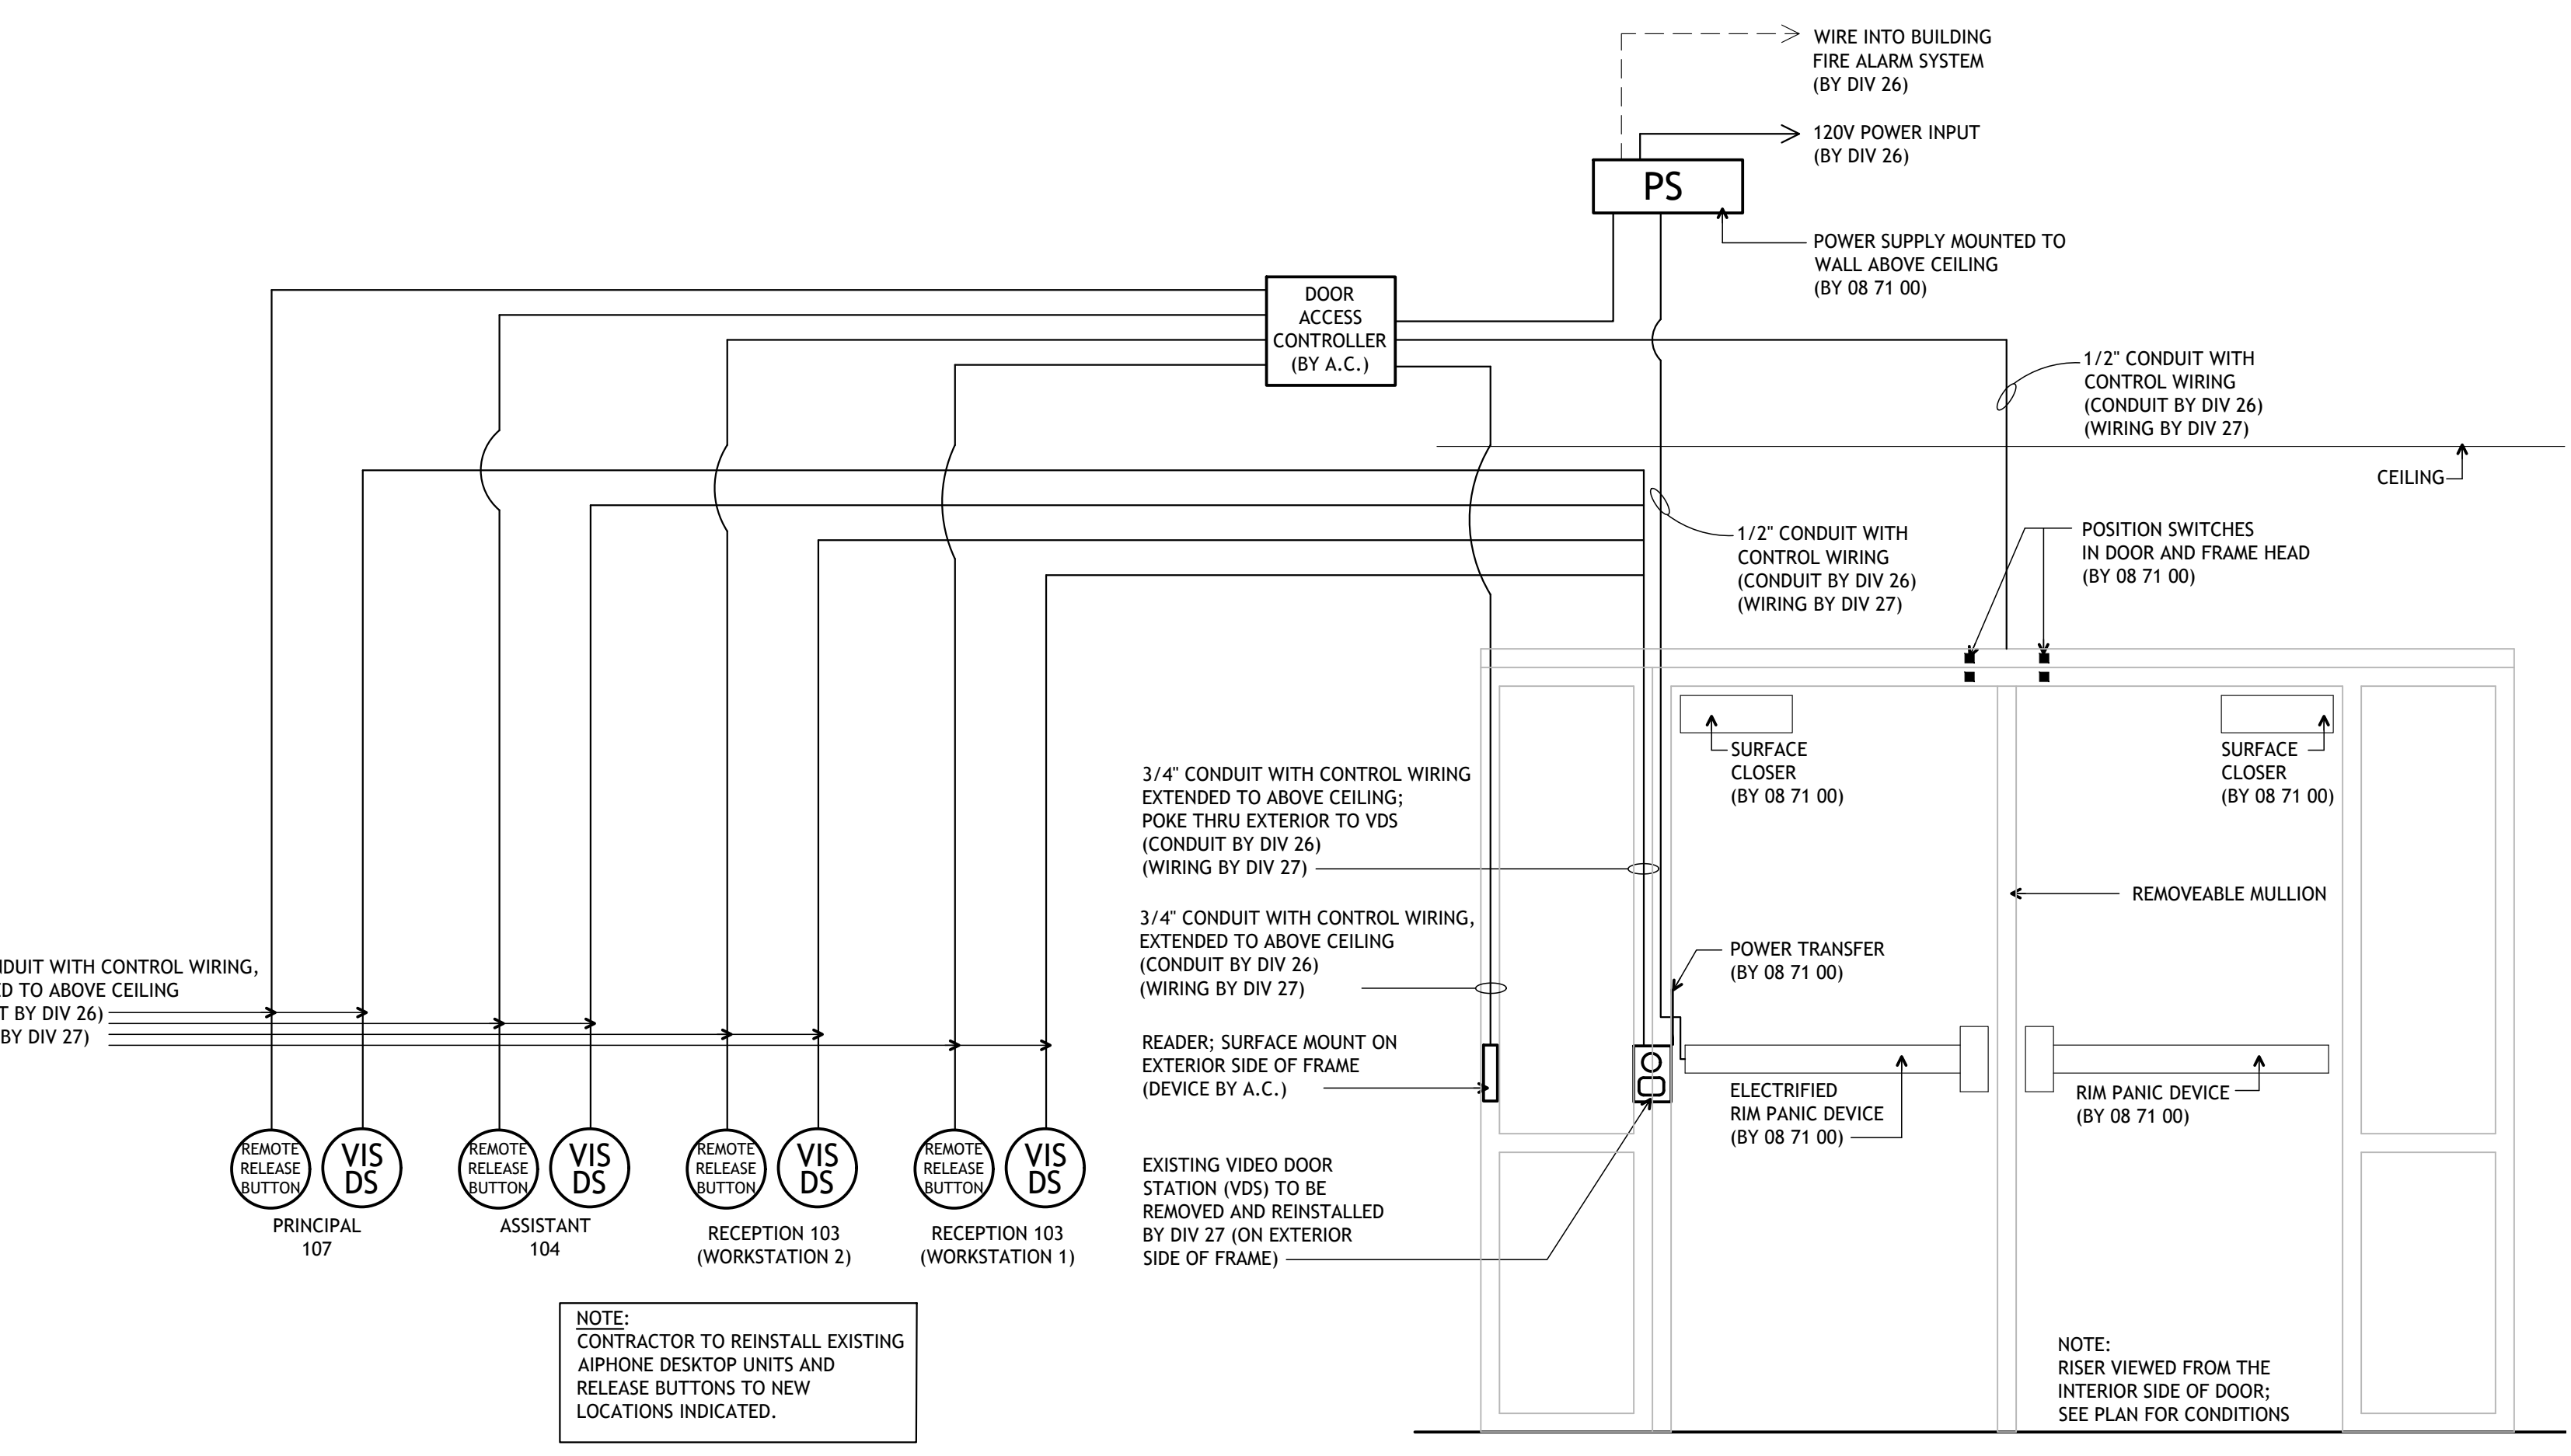 WIRE INTO BUILDING
FIRE ALARM SYSTEM
(BY DIV 26)
120V POWER INPUT
(BY DIV 26)
PS
POWER SUPPLY MOUNTED TO
WALL ABOVE CEILING
(BY 08 71 00)
DOOR
ACCESS
CONTROLLER
(BY A.C.)
1/2" CONDUIT WITH
CONTROL WIRING
(CONDUIT BY DIV 26)
(WIRING BY DIV 27)
CEILING
1/2" CONDUIT WITH
CONTROL WIRING
(CONDUIT BY DIV 26)
(WIRING BY DIV 27)
POSITION SWITCHES
IN DOOR AND FRAME HEAD
(BY 08 71 00)
SURFACE
CLOSER
(BY 08 71 00)
SURFACE
CLOSER
(BY 08 71 00)
3/4" CONDUIT WITH CONTROL WIRING
EXTENDED TO ABOVE CEILING;
POKE THRU EXTERIOR TO VDS
(CONDUIT BY DIV 26)
(WIRING BY DIV 27)
REMOVEABLE MULLION
3/4" CONDUIT WITH CONTROL WIRING,
EXTENDED TO ABOVE CEILING
(CONDUIT BY DIV 26)
(WIRING BY DIV 27)
POWER TRANSFER
(BY 08 71 00)
WITH CONTROL WIRING,
TO ABOVE CEILING
BY DIV 26)
BY DIV 27)
READER; SURFACE MOUNT ON
EXTERIOR SIDE OF FRAME
(DEVICE BY A.C.)
ELECTRIFIED
RIM PANIC DEVICE
(BY 08 71 00)
RIM PANIC DEVICE
(BY 08 71 00)
REMOTE
RELEASE
BUTTON
VIS
DS
PRINCIPAL
107
REMOTE
RELEASE
BUTTON
VIS
DS
ASSISTANT
104
REMOTE
RELEASE
BUTTON
VIS
DS
RECEPTION 103
(WORKSTATION 2)
REMOTE
RELEASE
BUTTON
VIS
DS
RECEPTION 103
(WORKSTATION 1)
EXISTING VIDEO DOOR
STATION (VDS) TO BE
REMOVED AND REINSTALLED
BY DIV 27 (ON EXTERIOR
SIDE OF FRAME)
NOTE:
CONTRACTOR TO REINSTALL EXISTING
AIPHONE DESKTOP UNITS AND
RELEASE BUTTONS TO NEW
LOCATIONS INDICATED.
NOTE:
RISER VIEWED FROM THE
INTERIOR SIDE OF DOOR;
SEE PLAN FOR CONDITIONS